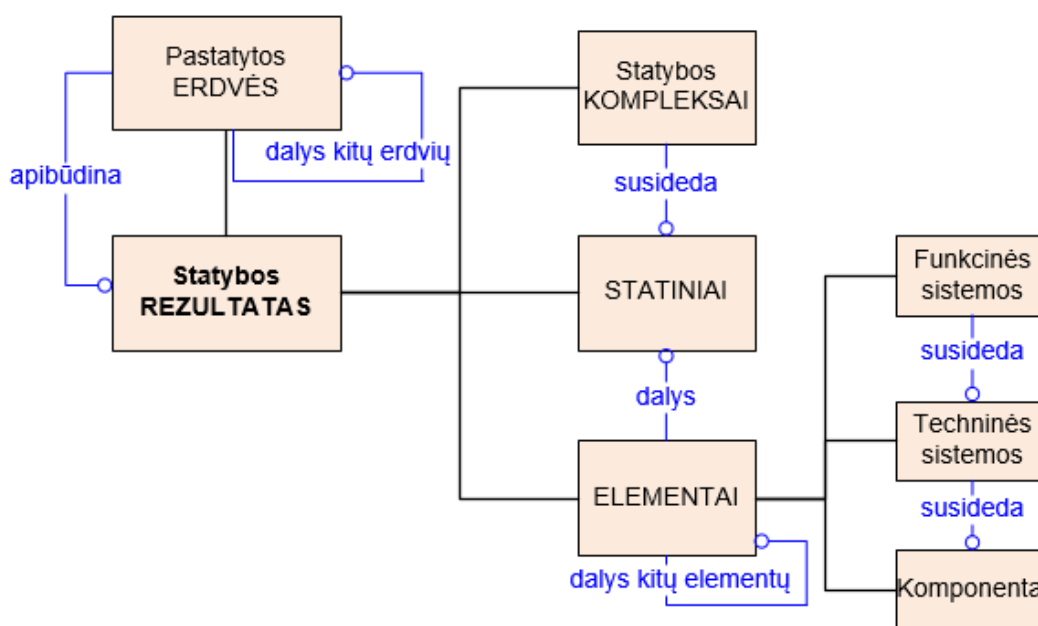 Pastatytos
ERDVĖS
apibūdina
dalys kitų erdvių
Statybos
REZULTATAS
Statybos
KOMPLEKSAI
susideda
STATINIAI
dalys
ELEMENTAI
dalys kitų elementų
Funkcinės
sistemos
susideda
Techninės
sistemos
susideda
Komponenta